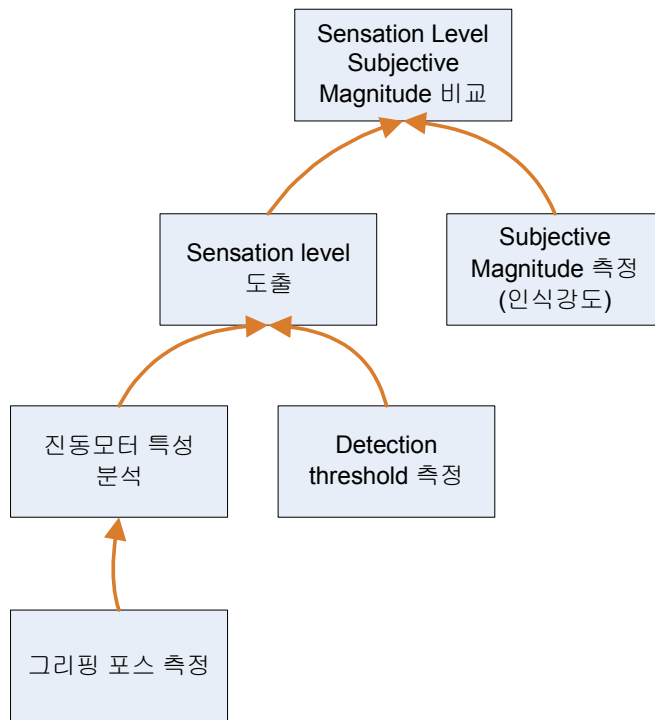 Sensation Level
Subjective
Magnitude 비교
Sensation level
도출
Subjective
Magnitude 측정
(인식강도)
진동모터 특성
분석
Detection
threshold 측정
그리핑 포스 측정